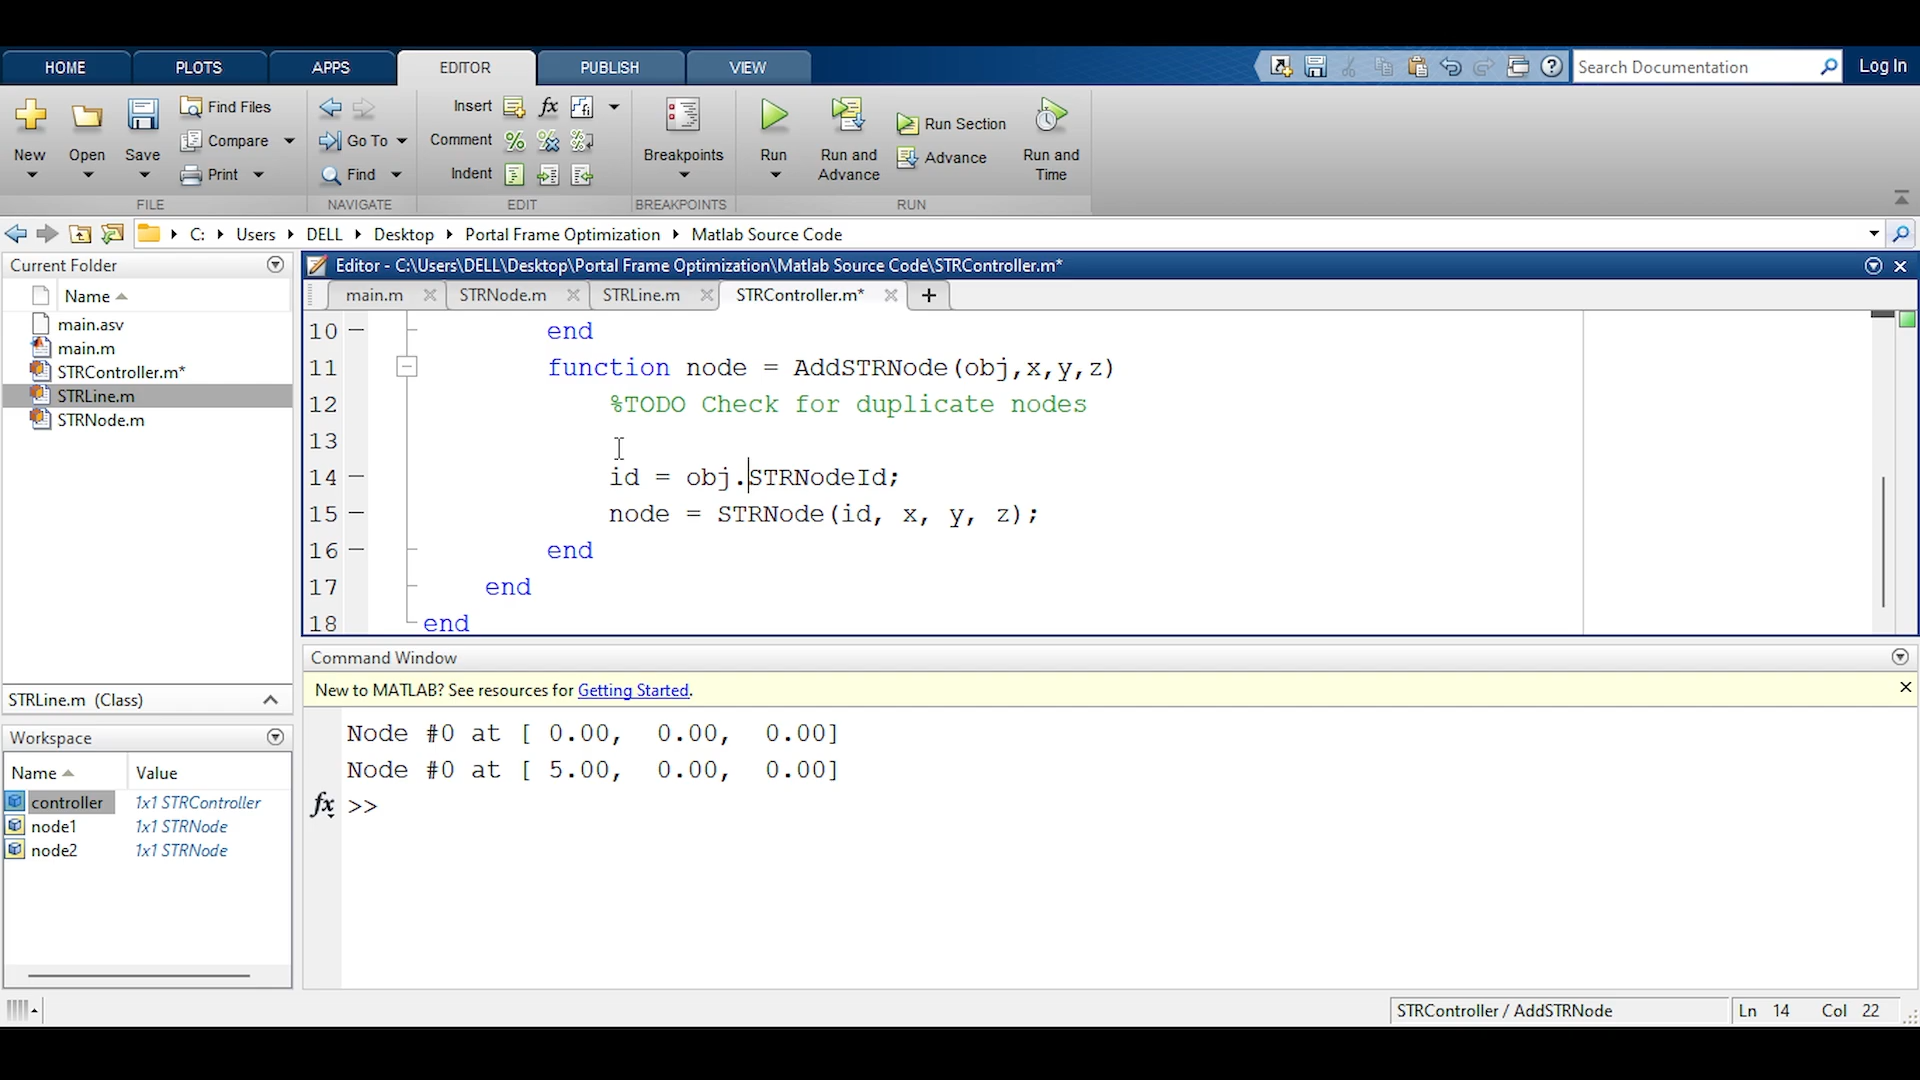 HOME PLOTS APPS EDITOR PUBLISH VIEW Search Documentation Log In
New Open Save Find Files Compare Print
FILE
Go To Find
NAVIGATE
Insert fx
Comment
Indent
EDIT
Breakpoints
BREAKPOINTS
Run Run and Advance Run Section Advance Run and Time
RUN
C: Users DELL Desktop Portal Frame Optimization Matlab Source Code
Current Folder
Name
main.asv
main.m
STRController.m*
STRLine.m
STRNode.m
STRLine.m (Class)
Workspace
Name Value
controller 1x1 STRController
node1 1x1 STRNode
node2 1x1 STRNode
Editor - C:\Users\DELL\Desktop\Portal Frame Optimization\Matlab Source Code\STRController.m*
main.m STRNode.m STRLine.m STRController.m* +
10 end
11 function node = AddSTRNode(obj,x,y,z)
12 %TODO Check for duplicate nodes
13
14 id = obj.STRNodeId;
15 node = STRNode(id, x, y, z);
16 end
17 end
18 end
Command Window
New to MATLAB? See resources for Getting Started.
Node #0 at [ 0.00, 0.00, 0.00]
Node #0 at [ 5.00, 0.00, 0.00]
fx >>
STRController / AddSTRNode Ln 14 Col 22